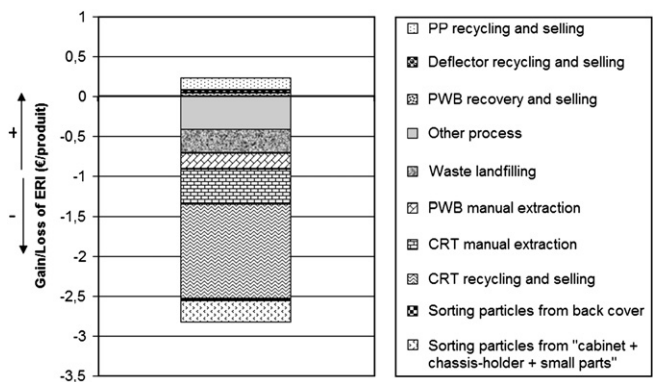 1
0,5
0
-0,5
-1
-1,5
-2
-2,5
-3
-3,5
+
-
Gain/Loss of ERI (€/produit)
PP recycling and selling
Deflector recycling and selling
PWB recovery and selling
Other process
Waste landfilling
PWB manual extraction
CRT manual extraction
CRT recycling and selling
Sorting particles from back cover
Sorting particles from "cabinet +
chassis-holder + small parts"